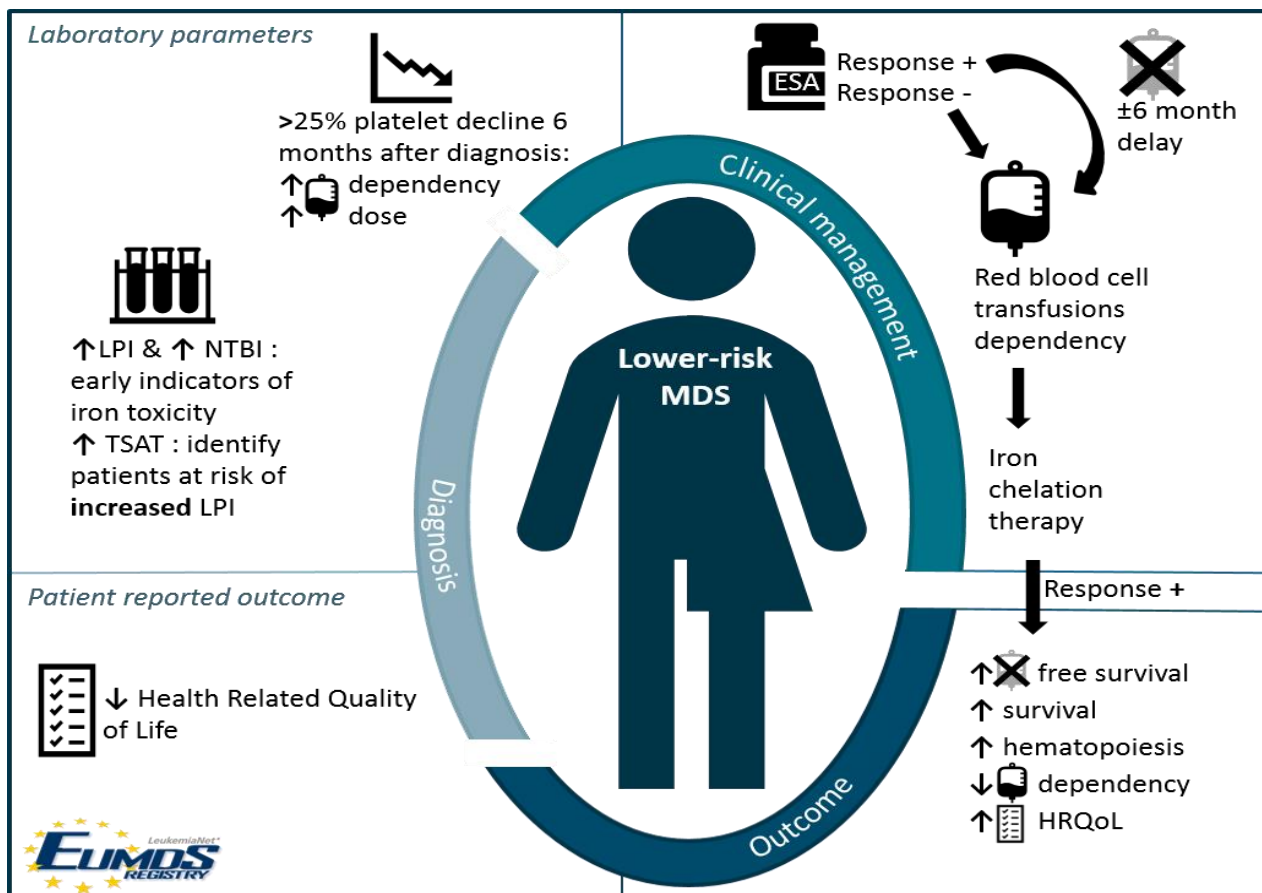 Laboratory parameters
>25% platelet decline 6
months after diagnosis:
↑ dependency
↑ dose
↑LPI & ↑ NTBI :
early indicators of
iron toxicity
↑ TSAT : identify
patients at risk of
increased LPI
ESA
Response +
Response -
±6 month
delay
Red blood cell
transfusions
dependency
Iron
chelation
therapy
Response +
↑ free survival
↑ survival
↑ hematopoiesis
↓ dependency
↑ HRQoL
Clinical management
Diagnosis
Outcome
Lower-risk
MDS
Patient reported outcome
↓ Health Related Quality
of Life
LeukemiaNet®
EUMDS
REGISTRY